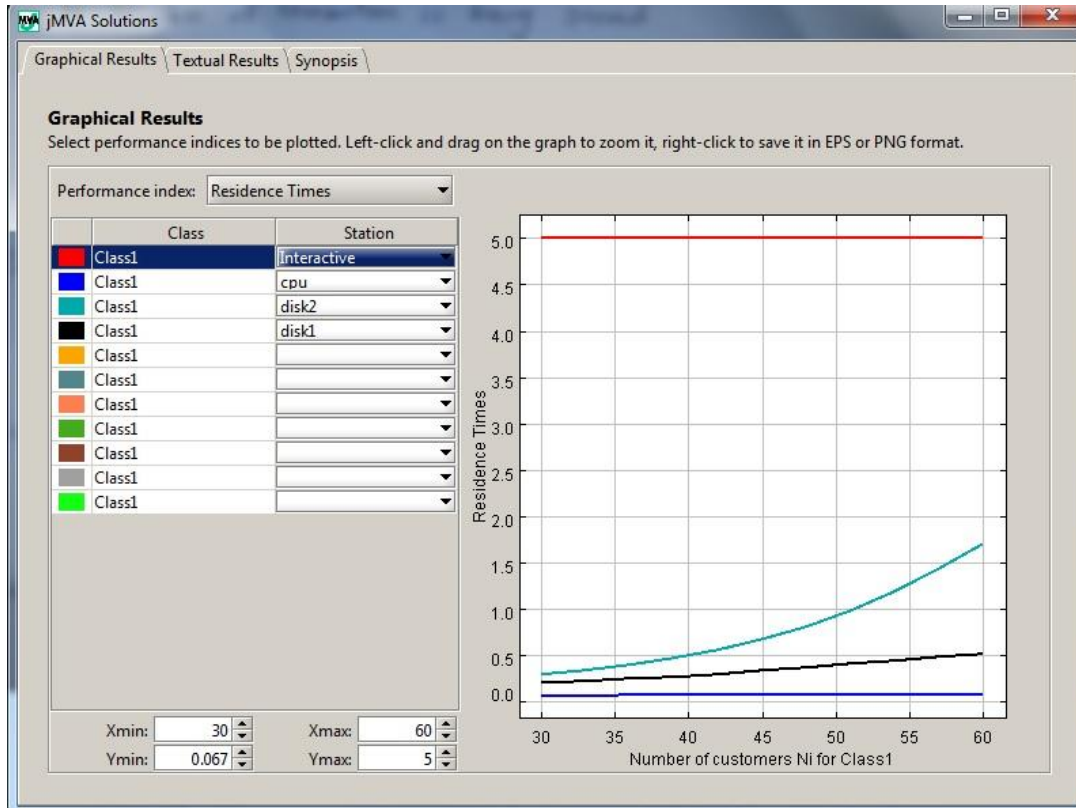 MVA jMVA Solutions
Graphical Results Textual Results Synopsis
Graphical Results
Select performance indices to be plotted. Left-click and drag on the graph to zoom it, right-click to save it in EPS or PNG format.
Performance index: Residence Times
Class Station
Class1 Interactive
Class1 cpu
Class1 disk2
Class1 disk1
Class1
Class1
Class1
Class1
Class1
Class1
Class1
Xmin: 30 Xmax: 60
Ymin: 0.067 Ymax: 5
Residence Times
5.0
4.5
4.0
3.5
3.0
2.5
2.0
1.5
1.0
0.5
0.0
30 35 40 45 50 55 60
Number of customers Ni for Class1